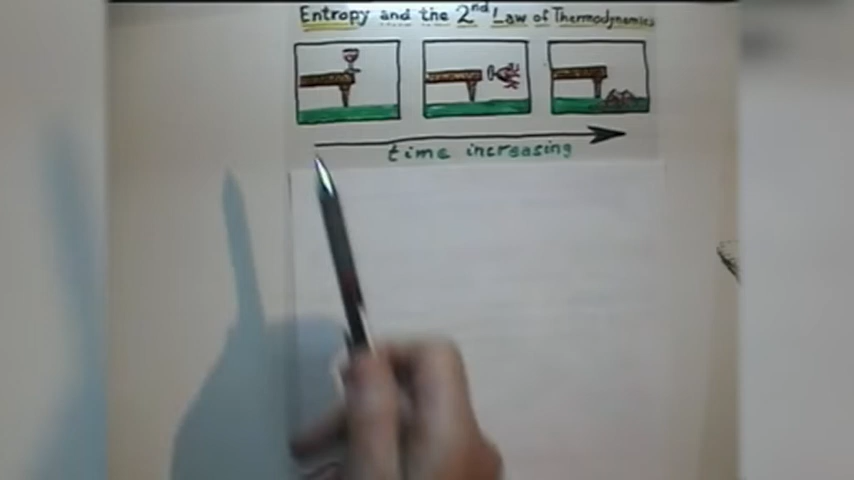 Entropy and the 2nd Law of Thermodynamics
time increasing